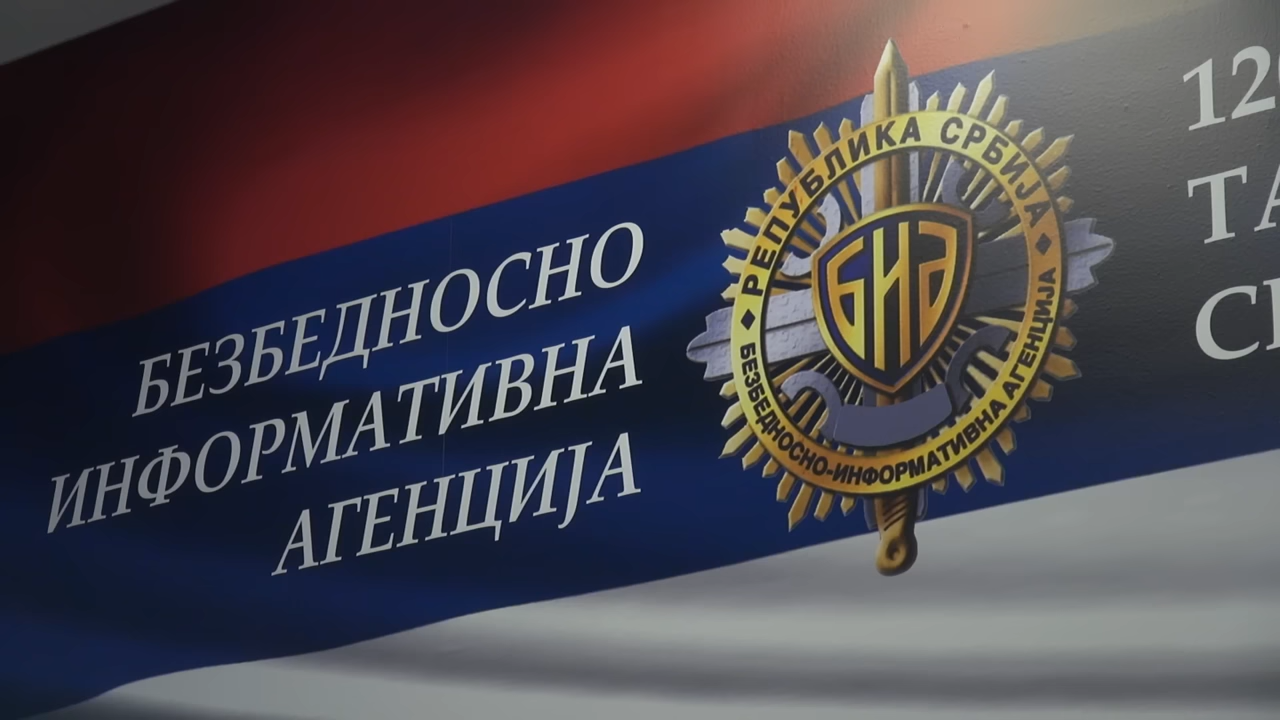 БЕЗБЕДНОСНО
ИНФОРМАТИВНА
АГЕНЦИЈА
РЕПУБЛИКА СРБИЈА
БИА
БЕЗБЕДНОСНО-ИНФОРМАТИВНА АГЕНЦИЈА